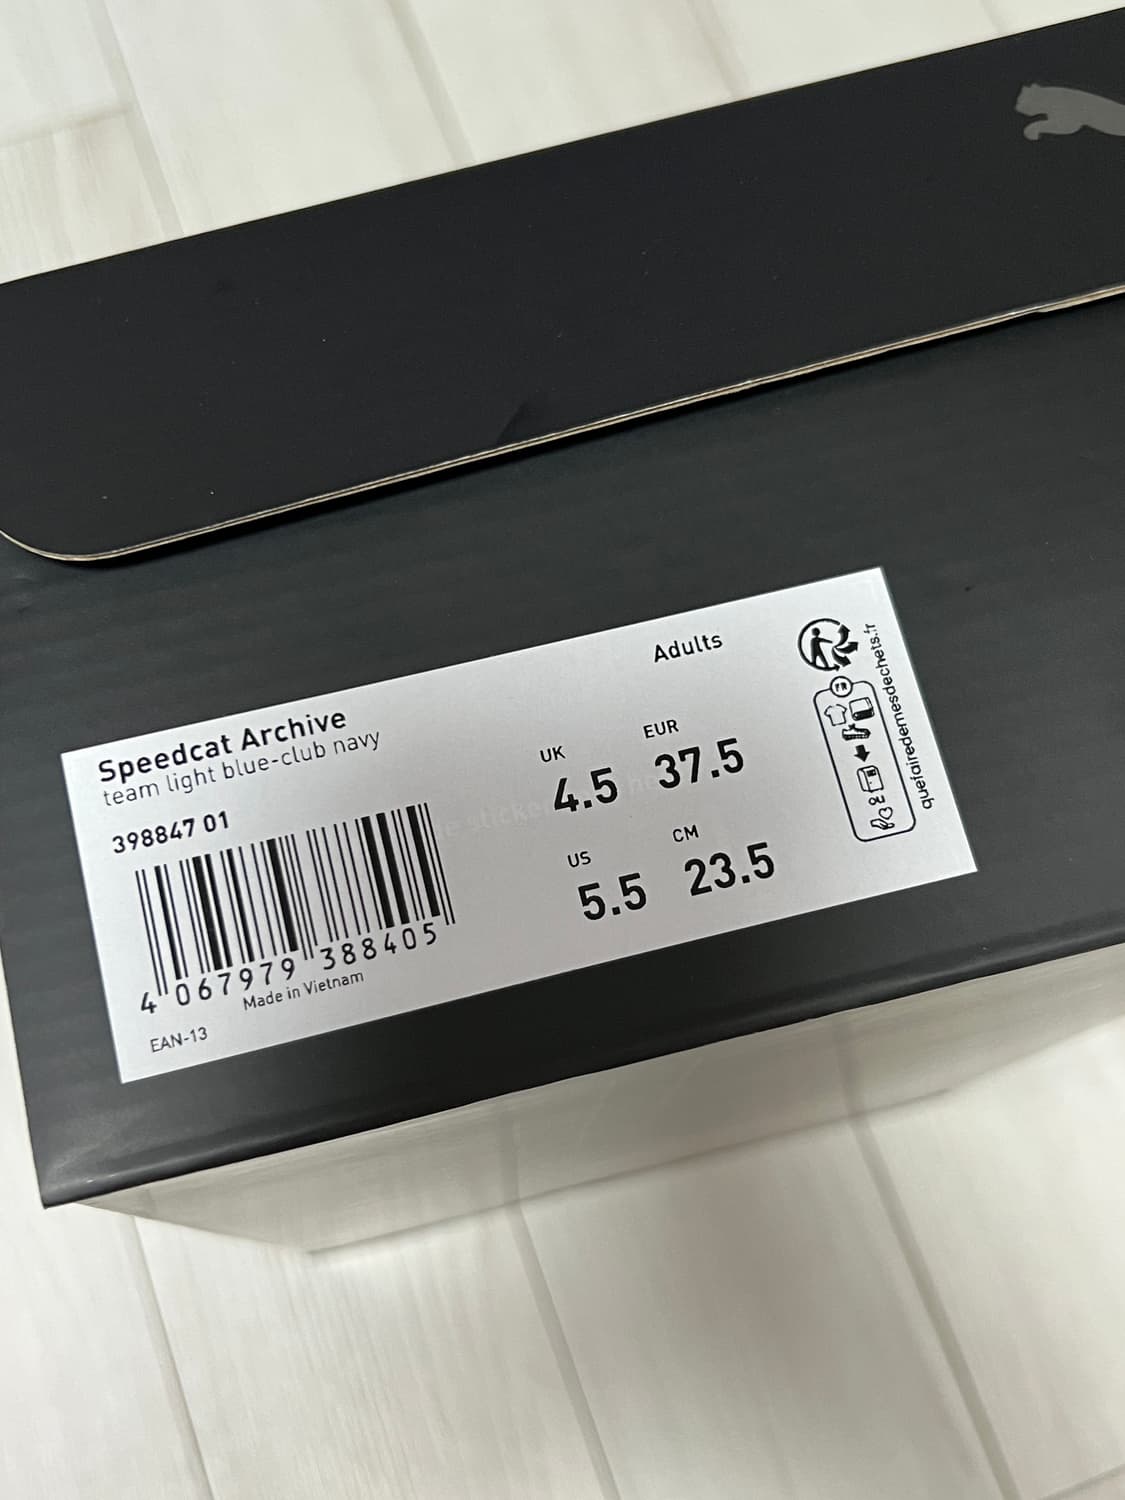 Adults
Speedcat Archive
team light blue-club navy
398847 01
4 067979 388405
Made in Vietnam
EAN-13
UK
4.5
EUR
37.5
US
5.5
CM
23.5
FR
quefairedemesdechets.fr